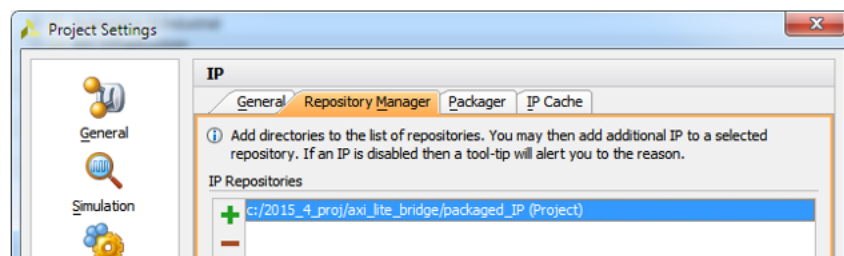 Project Settings
IP
General
Repository Manager
Packager
IP Cache
General
Add directories to the list of repositories. You may then add additional IP to a selected
repository. If an IP is disabled then a tool-tip will alert you to the reason.
IP Repositories
Simulation
c:/2015_4_proj/axi_lite_bridge/packaged_IP (Project)